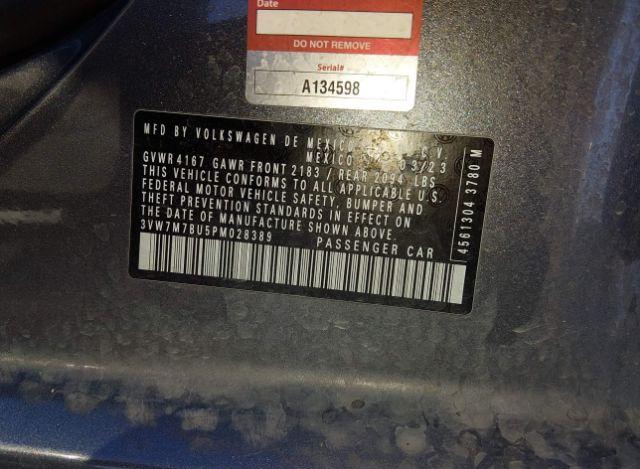 Date
DO NOT REMOVE
Serial#
A134598
MFD BY VOLKSWAGEN DE MEXICO C.V.
MEXICO 03/23
GVWR 4167 GAWR FRONT 2183 / REAR 2094 LBS
THIS VEHICLE CONFORMS TO ALL APPLICABLE U.S.
FEDERAL MOTOR VEHICLE SAFETY, BUMPER AND
THEFT PREVENTION STANDARDS IN EFFECT ON
THE DATE OF MANUFACTURE SHOWN ABOVE.
3VW7M7BU5PM028389 PASSENGER CAR
4561304 3780 M